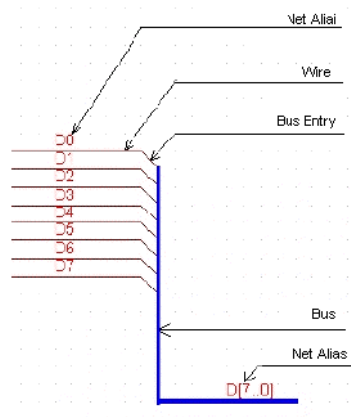 Net Aliai
Wire
Bus Entry
D0
D1
D2
D3
D4
D5
D6
D7
Bus
Net Alias
D[7..0]